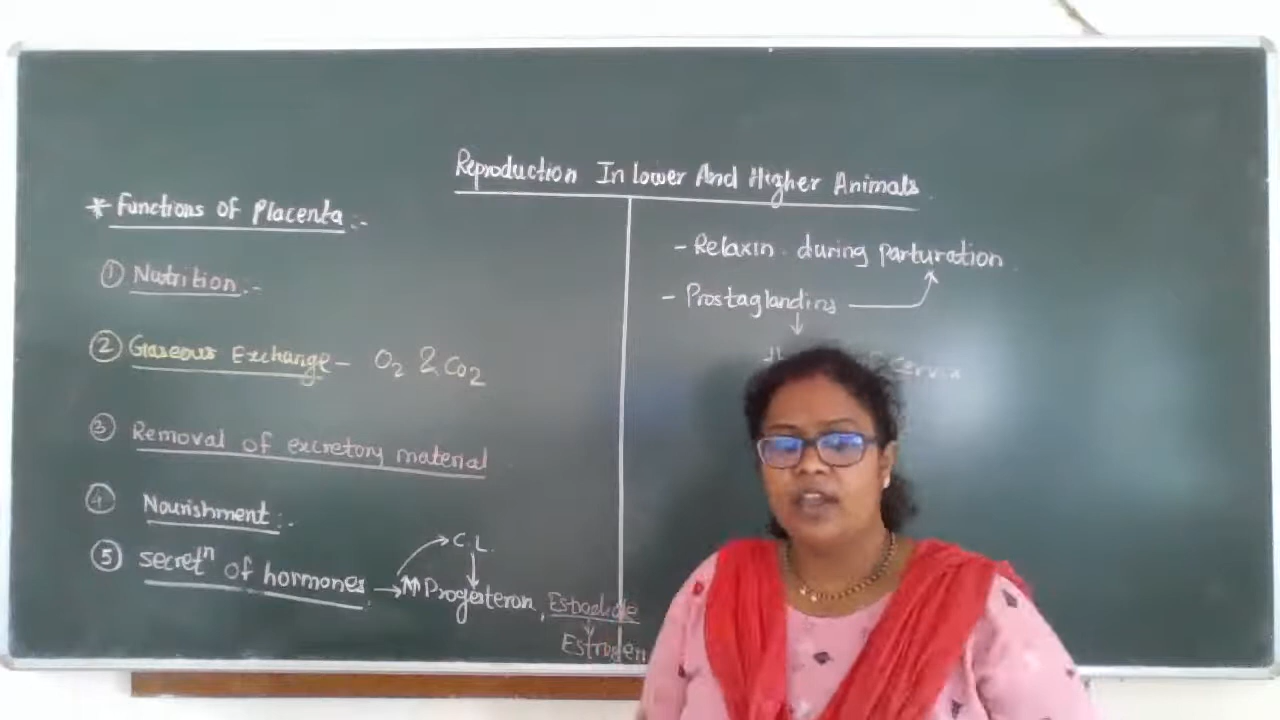 Reproduction In Lower And Higher Animals
* Functions Of Placenta :-
① Nutrition :-
② Gaseous Exchange - O2 & Co2
③ Removal of excretory material
④ Nourishment :-
⑤ secretⁿ of hormones → ↑↑ Progesteron, Estradiole
C.L.
Estrogen
- Relaxin during parturation
- Prostaglandins
Cervix